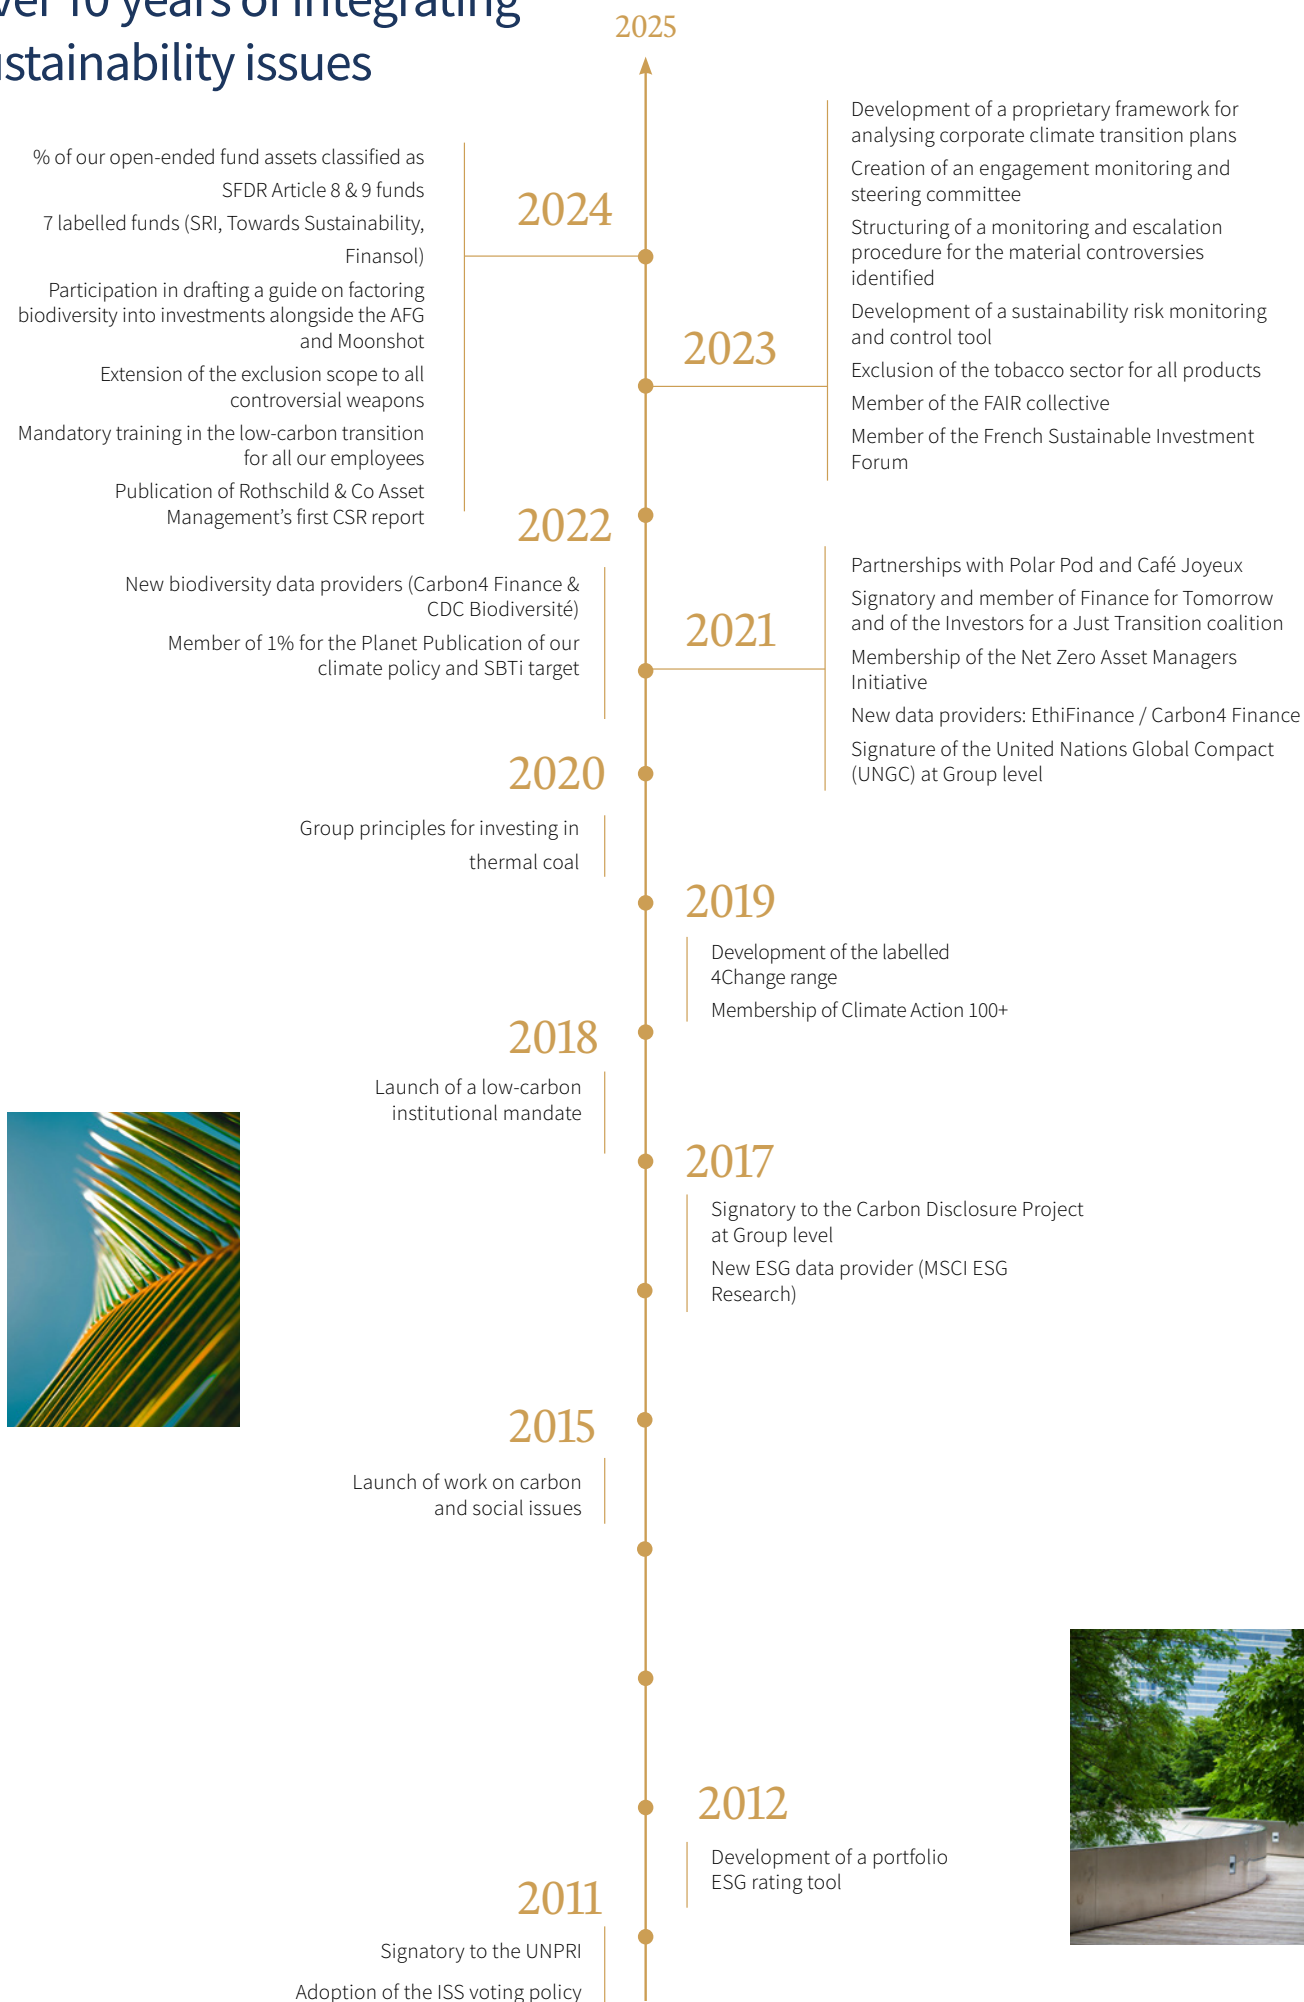 ver 10 years of integrating
stainability issues
2025
2024
% of our open-ended fund assets classified as
SFDR Article 8 & 9 funds
7 labelled funds (SRI, Towards Sustainability,
Finansol)
Participation in drafting a guide on factoring
biodiversity into investments alongside the AFG
and Moonshot
Extension of the exclusion scope to all
controversial weapons
Mandatory training in the low-carbon transition
for all our employees
Publication of Rothschild & Co Asset
Management’s first CSR report
2023
Development of a proprietary framework for
analysing corporate climate transition plans
Creation of an engagement monitoring and
steering committee
Structuring of a monitoring and escalation
procedure for the material controversies
identified
Development of a sustainability risk monitoring
and control tool
Exclusion of the tobacco sector for all products
Member of the FAIR collective
Member of the French Sustainable Investment
Forum
2022
New biodiversity data providers (Carbon4 Finance &
CDC Biodiversité)
Member of 1% for the Planet Publication of our
climate policy and SBTi target
2021
Partnerships with Polar Pod and Café Joyeux
Signatory and member of Finance for Tomorrow
and of the Investors for a Just Transition coalition
Membership of the Net Zero Asset Managers
Initiative
New data providers: EthiFinance / Carbon4 Finance
Signature of the United Nations Global Compact
(UNGC) at Group level
2020
Group principles for investing in
thermal coal
2019
Development of the labelled
4Change range
Membership of Climate Action 100+
2018
Launch of a low-carbon
institutional mandate
2017
Signatory to the Carbon Disclosure Project
at Group level
New ESG data provider (MSCI ESG
Research)
2015
Launch of work on carbon
and social issues
2012
Development of a portfolio
ESG rating tool
2011
Signatory to the UNPRI
Adoption of the ISS voting policy